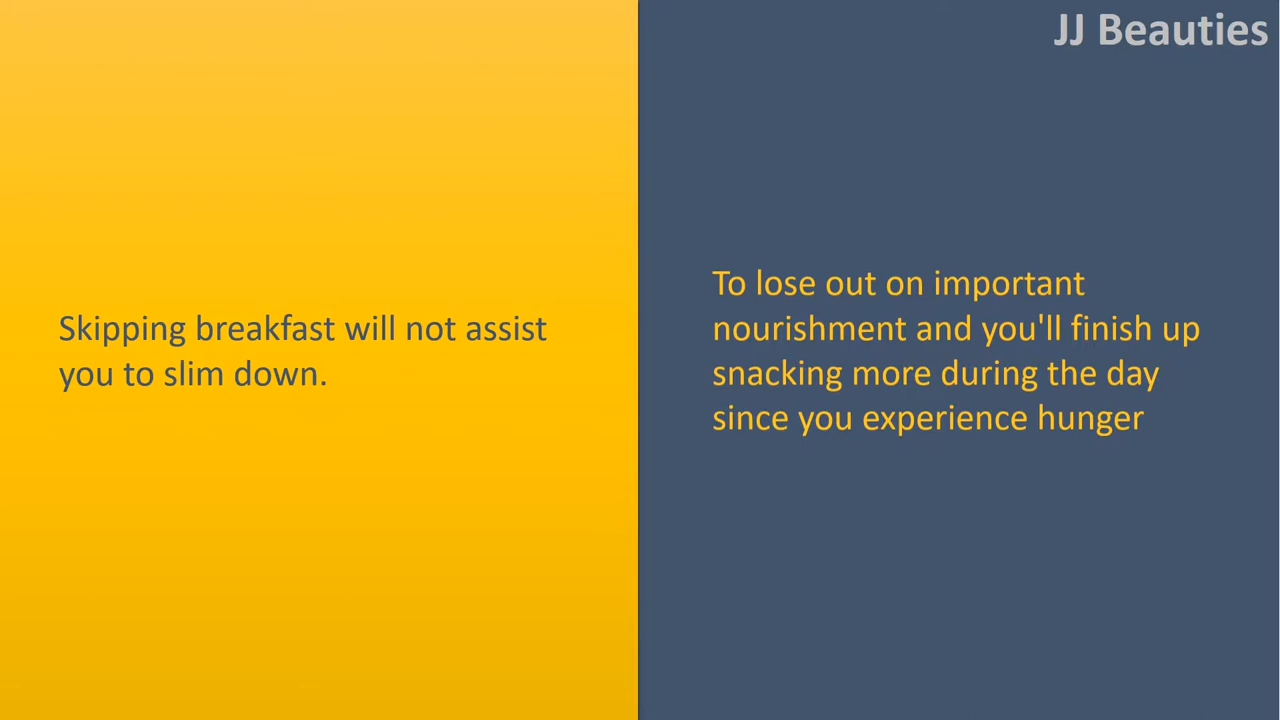 JJ Beauties
Skipping breakfast will not assist
you to slim down.
To lose out on important
nourishment and you'll finish up
snacking more during the day
since you experience hunger